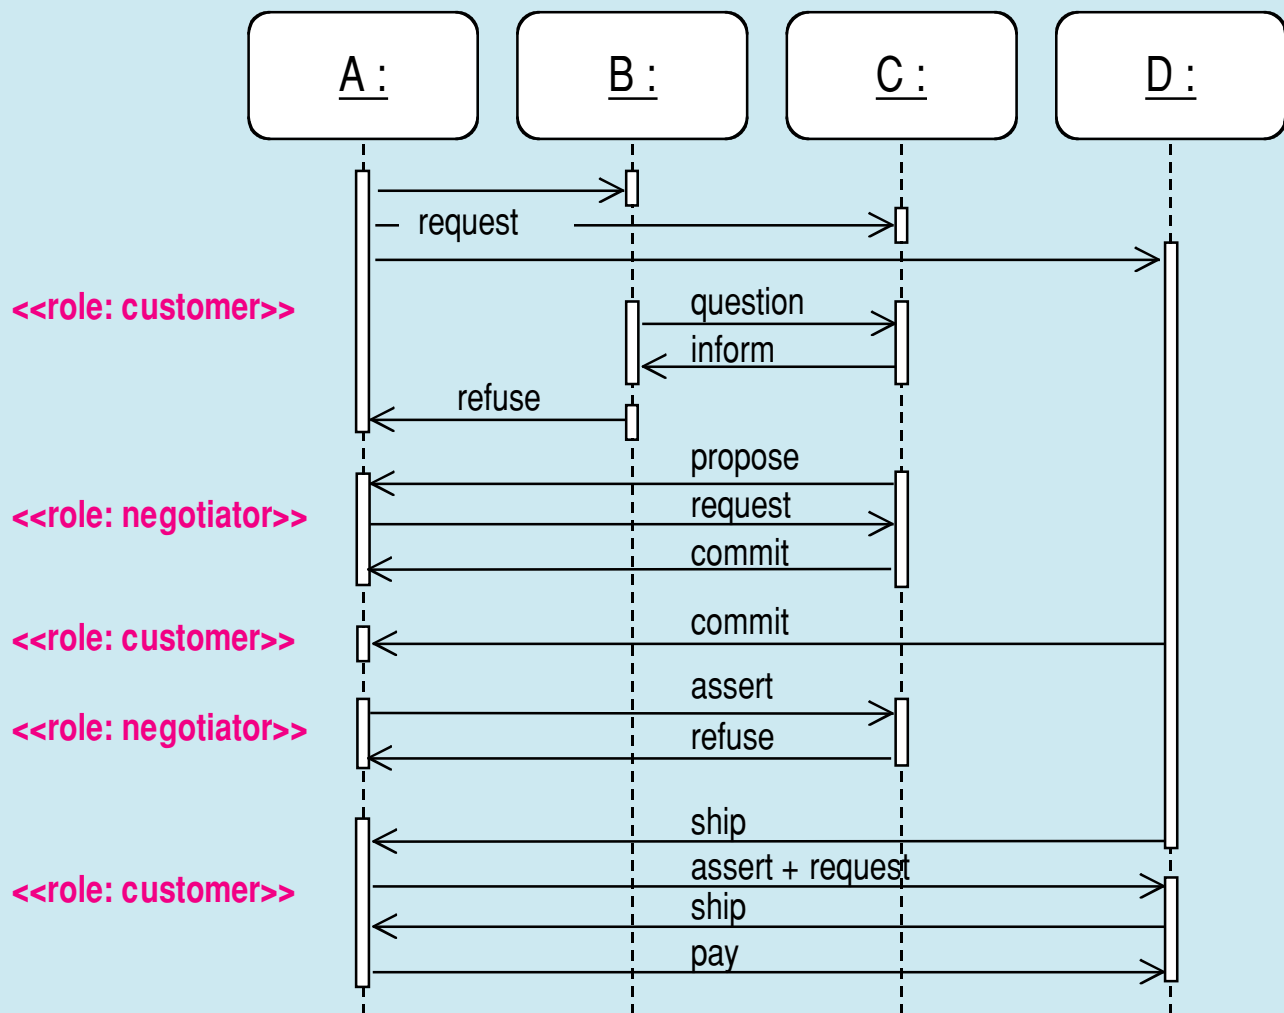 A :
B :
C :
D :
request
<<role: customer>>
question
inform
refuse
propose
<<role: negotiator>>
request
commit
commit
<<role: customer>>
assert
<<role: negotiator>>
refuse
ship
assert + request
<<role: customer>>
ship
pay